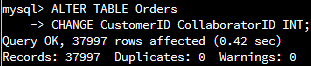 mysql> ALTER TABLE Orders
    -> CHANGE CustomerID CollaboratorID INT;
Query OK, 37997 rows affected (0.42 sec)
Records: 37997  Duplicates: 0  Warnings: 0